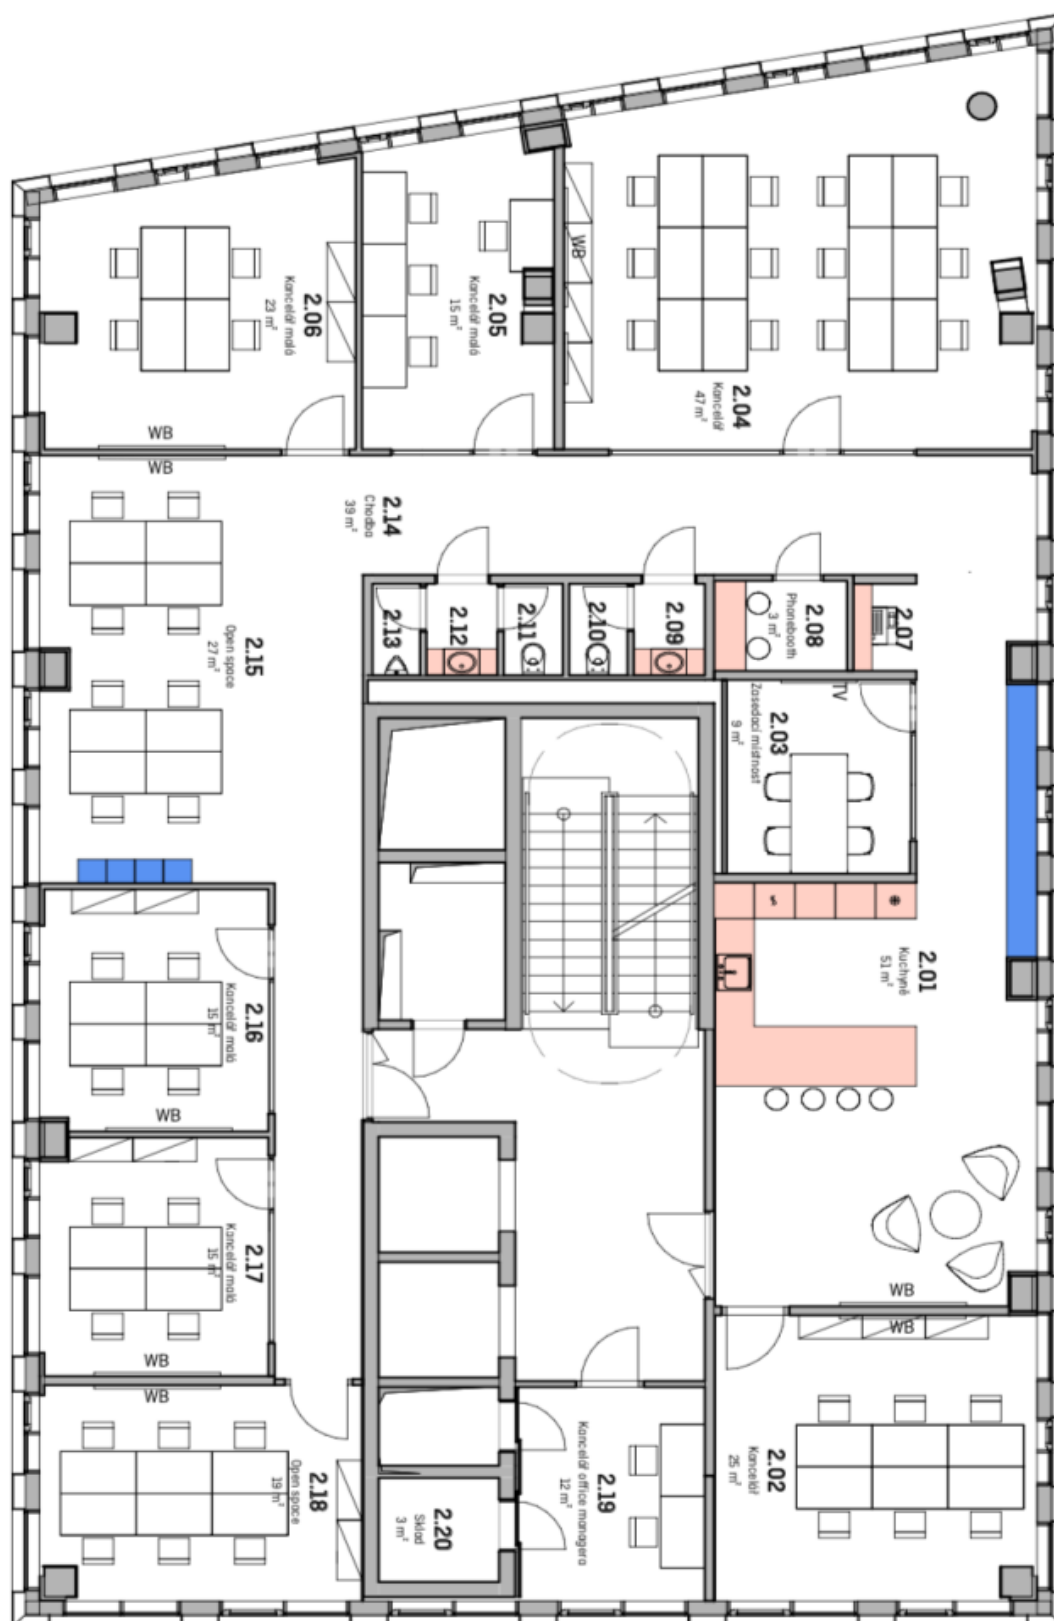 2.06
Kancelář malá
23 m²
2.05
Kancelář malá
15 m²
WB
2.04
Kancelář
47 m²
WB
WB
2.14
Chodba
39 m²
2.15
Open space
27 m²
2.13
2.12
2.11
2.10
2.09
2.08
Phonebooth
3 m²
2.07
2.03
Zasedací místnost
9 m²
TV
2.01
Kuchyně
51 m²
2.16
Kancelář malá
15 m²
WB
2.17
Kancelář malá
15 m²
WB
WB
2.18
Open space
19 m²
2.20
Sklad
3 m²
2.19
Kancelář office managera
12 m²
WB
WB
2.02
Kancelář
25 m²